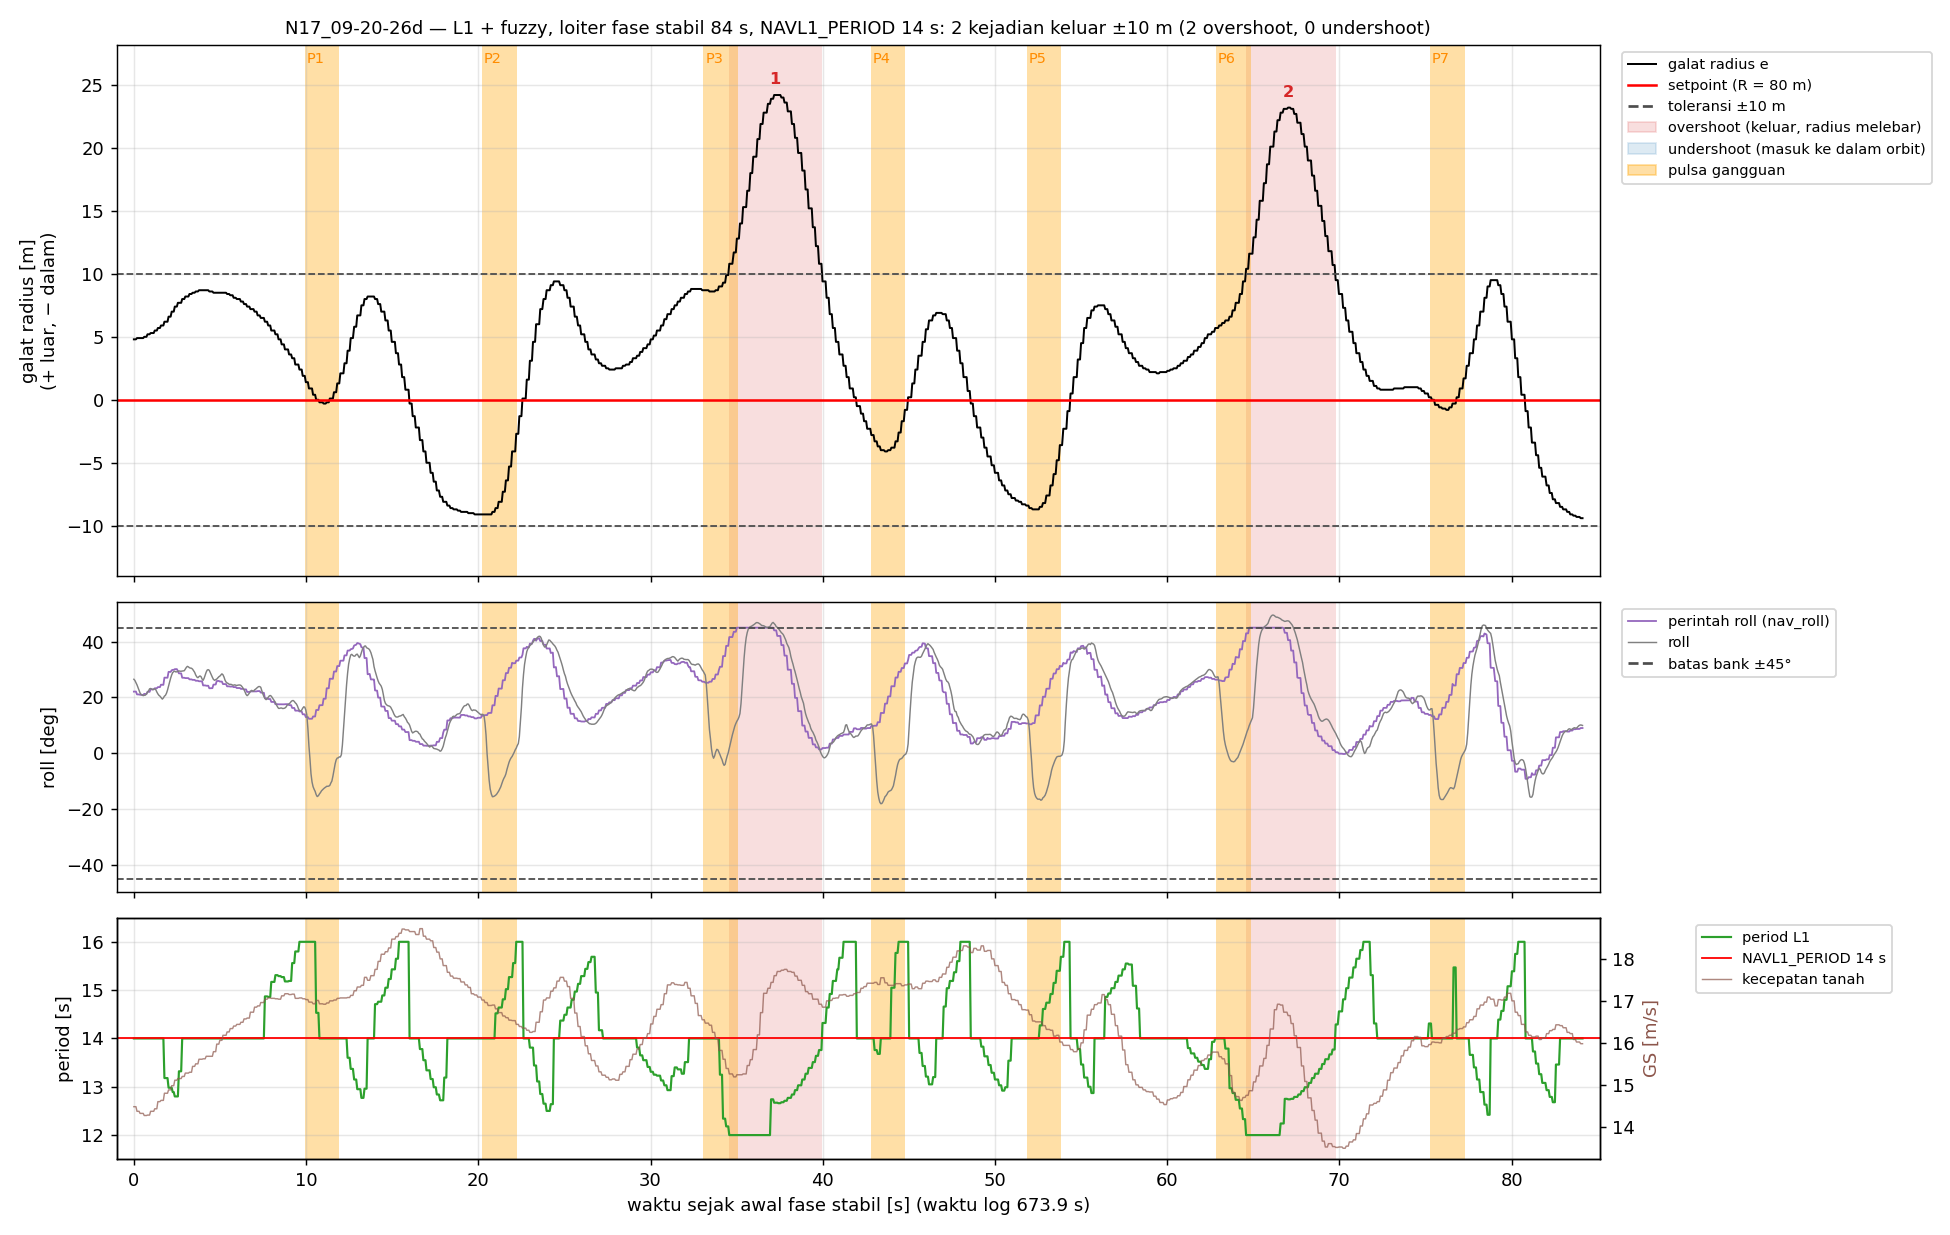 N17_09-20-26d — L1 + fuzzy, loiter fase stabil 84 s, NAVL1_PERIOD 14 s: 2 kejadian keluar ±10 m (2 overshoot, 0 undershoot)
P1 P2 P3 P4 P5 P6 P7
1 2
25
20
15
10
5
0
−5
−10
galat radius [m]
(+ luar, − dalam)
galat radius e
setpoint (R = 80 m)
toleransi ±10 m
overshoot (keluar, radius melebar)
undershoot (masuk ke dalam orbit)
pulsa gangguan
40
20
0
−20
−40
roll [deg]
perintah roll (nav_roll)
roll
batas bank ±45°
16
15
14
13
12
period [s]
18
17
16
15
14
GS [m/s]
period L1
NAVL1_PERIOD 14 s
kecepatan tanah
0 10 20 30 40 50 60 70 80
waktu sejak awal fase stabil [s] (waktu log 673.9 s)